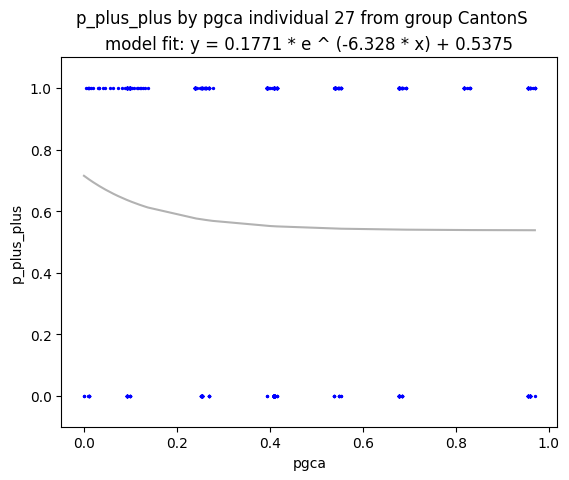 p_plus_plus by pgca individual 27 from group CantonS
model fit: y = 0.1771 * e ^ (-6.328 * x) + 0.5375
1.0
0.8
0.6
0.4
0.2
0.0
p_plus_plus
0.0 0.2 0.4 0.6 0.8 1.0
pgca